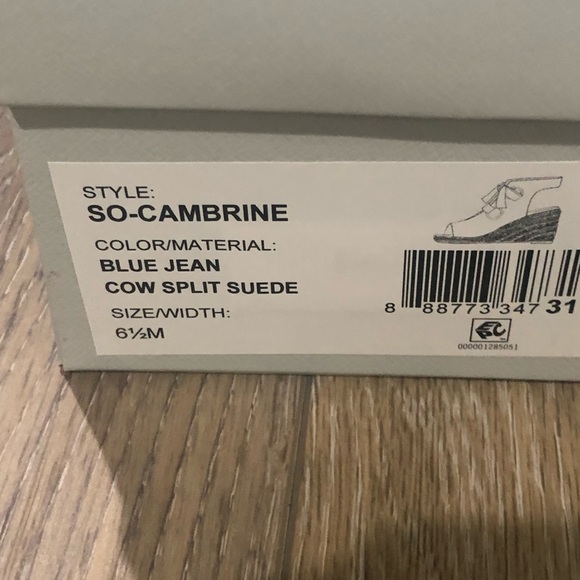 STYLE:
SO-CAMBRINE
COLOR/MATERIAL:
BLUE JEAN
COW SPLIT SUEDE
SIZE/WIDTH:
6½M
8 88773 347 31
000001285051